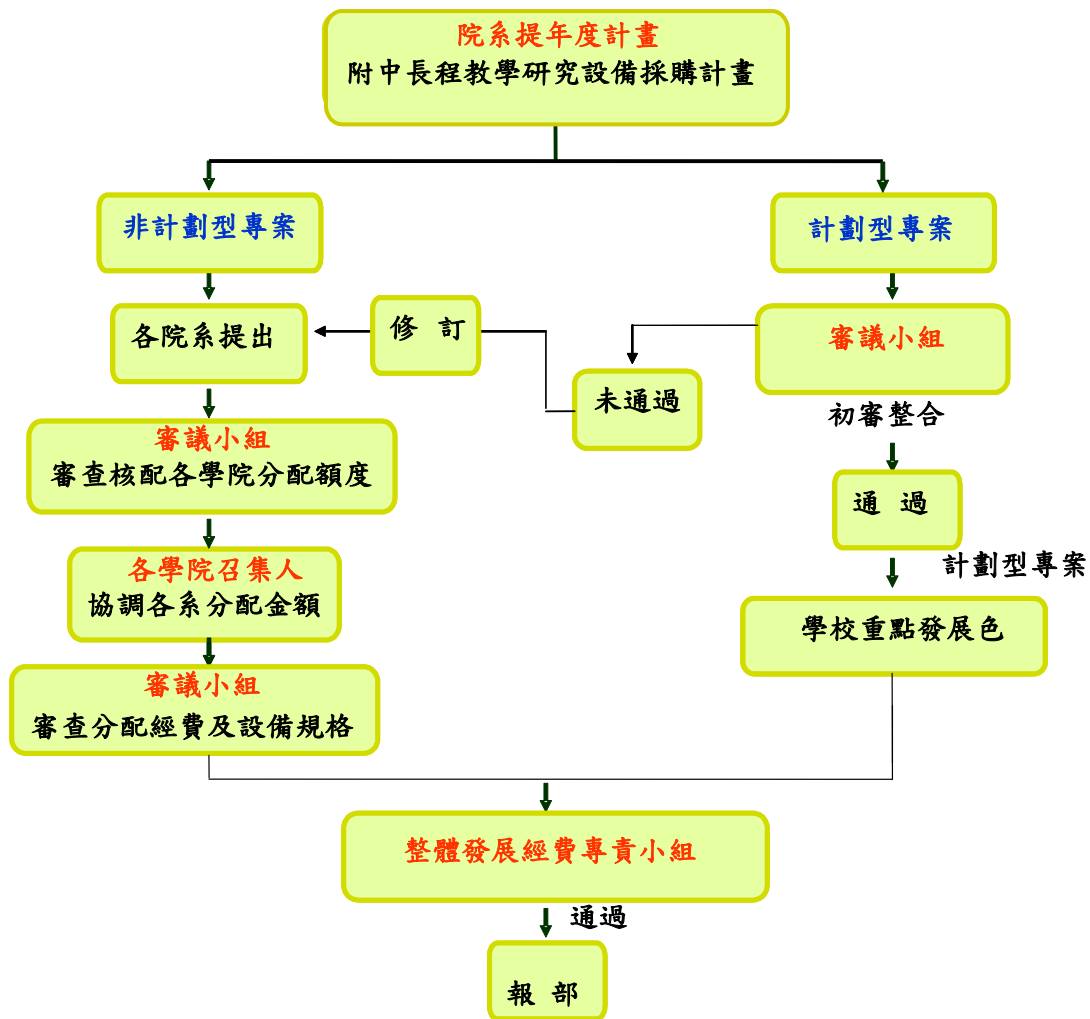 院系提年度計畫
附中長程教學研究設備採購計畫
非計劃型專案
計劃型專案
各院系提出
修 訂
審議小組
未通過
初審整合
審議小組
審查核配各學院分配額度
通 過
計劃型專案
各學院召集人
協調各系分配金額
學校重點發展色
審議小組
審查分配經費及設備規格
整體發展經費專責小組
通過
報 部